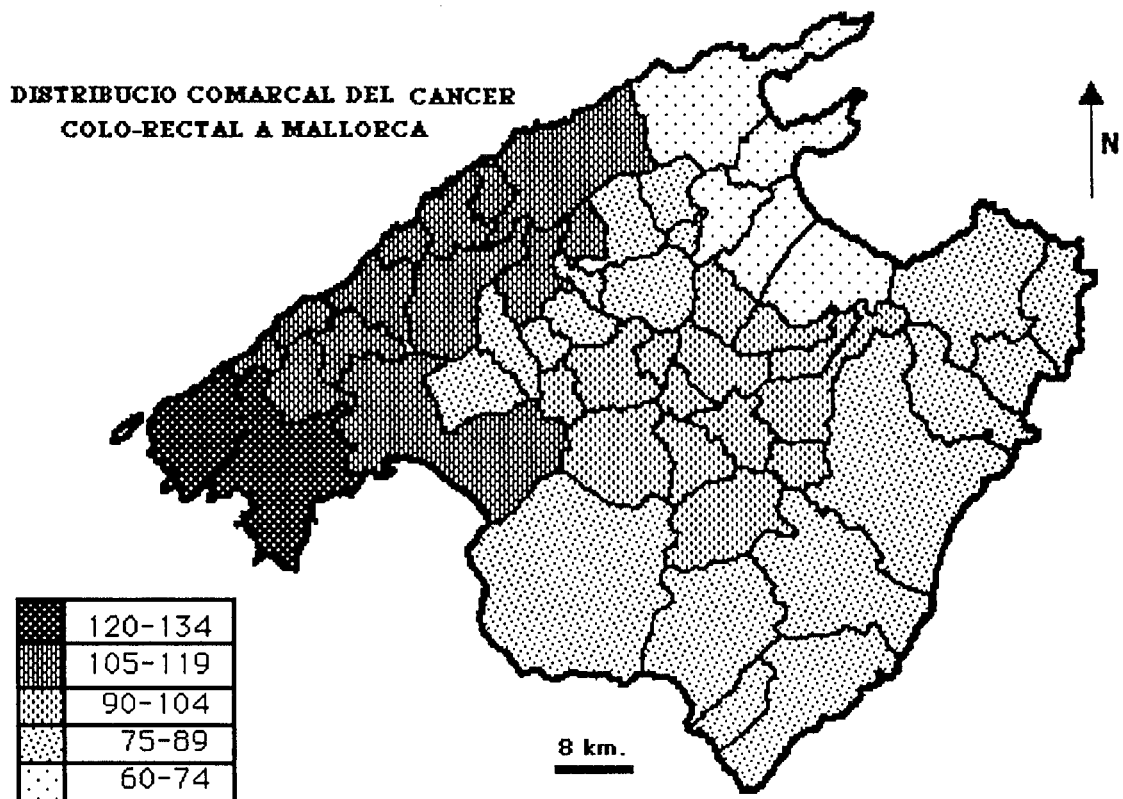 DISTRIBUCIO COMARCAL DEL CANCER
COLO-RECTAL A MALLORCA
N
120-134
105-119
90-104
75-89
60-74
8 km.